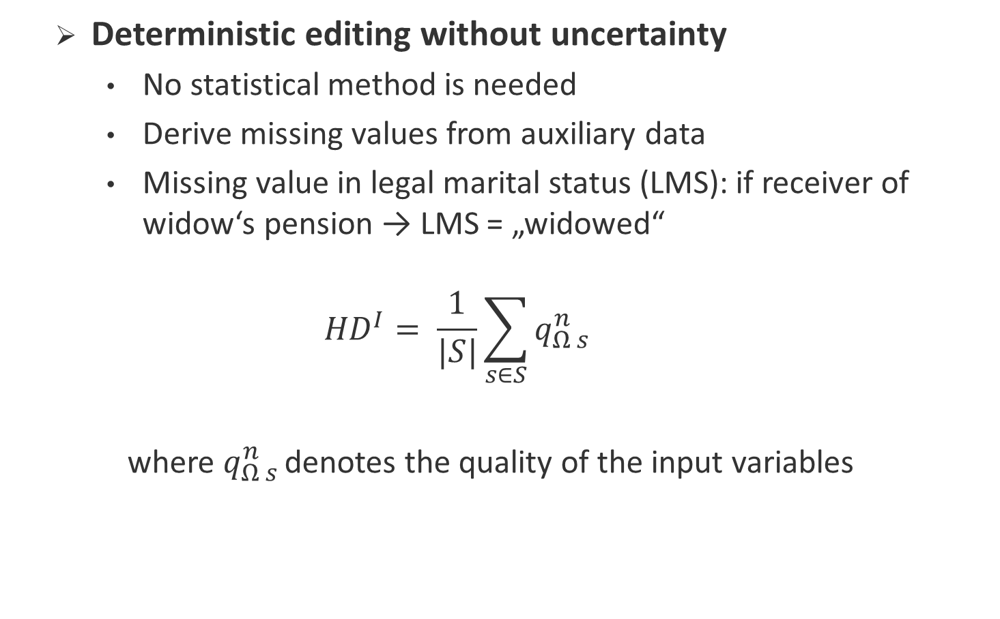 ➢ Deterministic editing without uncertainty
• No statistical method is needed
• Derive missing values from auxiliary data
• Missing value in legal marital status (LMS): if receiver of
widow‘s pension → LMS = „widowed“
$HD^I = \frac{1}{|S|} \sum_{s \in S} q^n_{\Omega \, s}$
where $q^n_{\Omega \, s}$ denotes the quality of the input variables